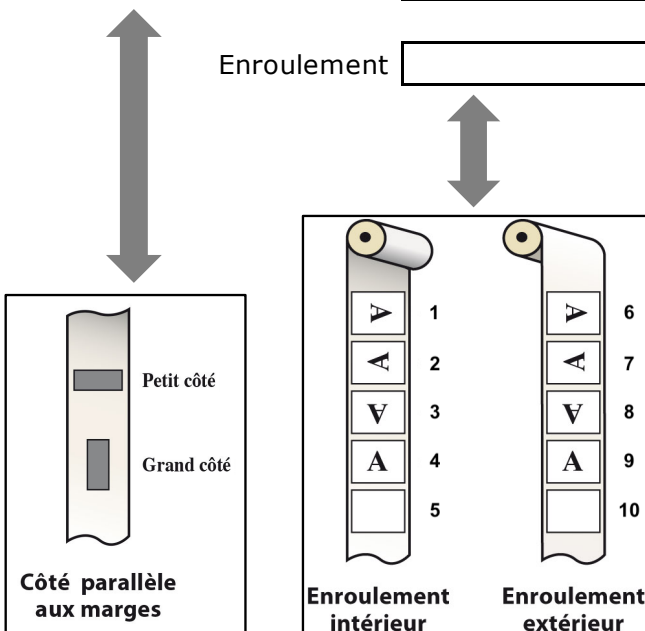 Enroulement
Petit côté
Grand côté
Côté parallèle
aux marges
A 1
A 2
A 3
A 4
5
Enroulement
intérieur
A 6
A 7
A 8
A 9
10
Enroulement
extérieur